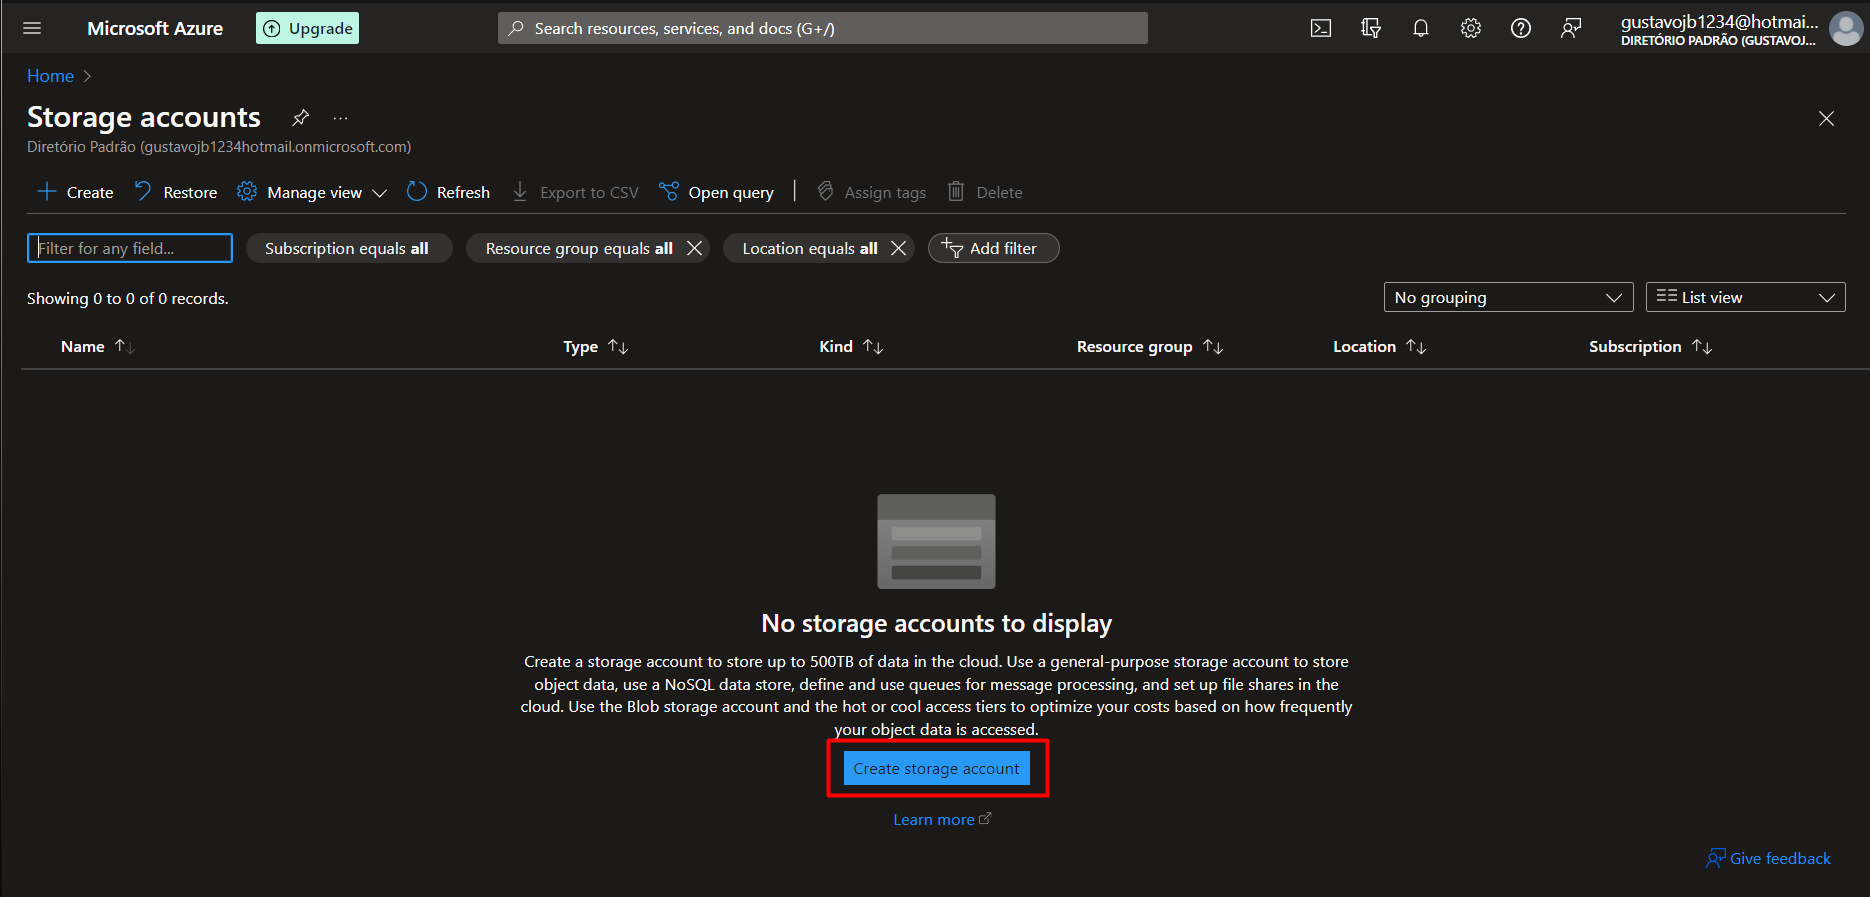 Microsoft Azure
Upgrade
Search resources, services, and docs (G+/)
gustavojb1234@hotmai...
DIRETÓRIO PADRÃO (GUSTAVOJ...
Home
Storage accounts
...
Diretório Padrão (gustavojb1234hotmail.onmicrosoft.com)
Create
Restore
Manage view
Refresh
Export to CSV
Open query
Assign tags
Delete
Filter for any field...
Subscription equals all
Resource group equals all
Location equals all
Add filter
Showing 0 to 0 of 0 records.
No grouping
List view
Name
Type
Kind
Resource group
Location
Subscription
No storage accounts to display
Create a storage account to store up to 500TB of data in the cloud. Use a general-purpose storage account to store
object data, use a NoSQL data store, define and use queues for message processing, and set up file shares in the
cloud. Use the Blob storage account and the hot or cool access tiers to optimize your costs based on how frequently
your object data is accessed.
Create storage account
Learn more
Give feedback